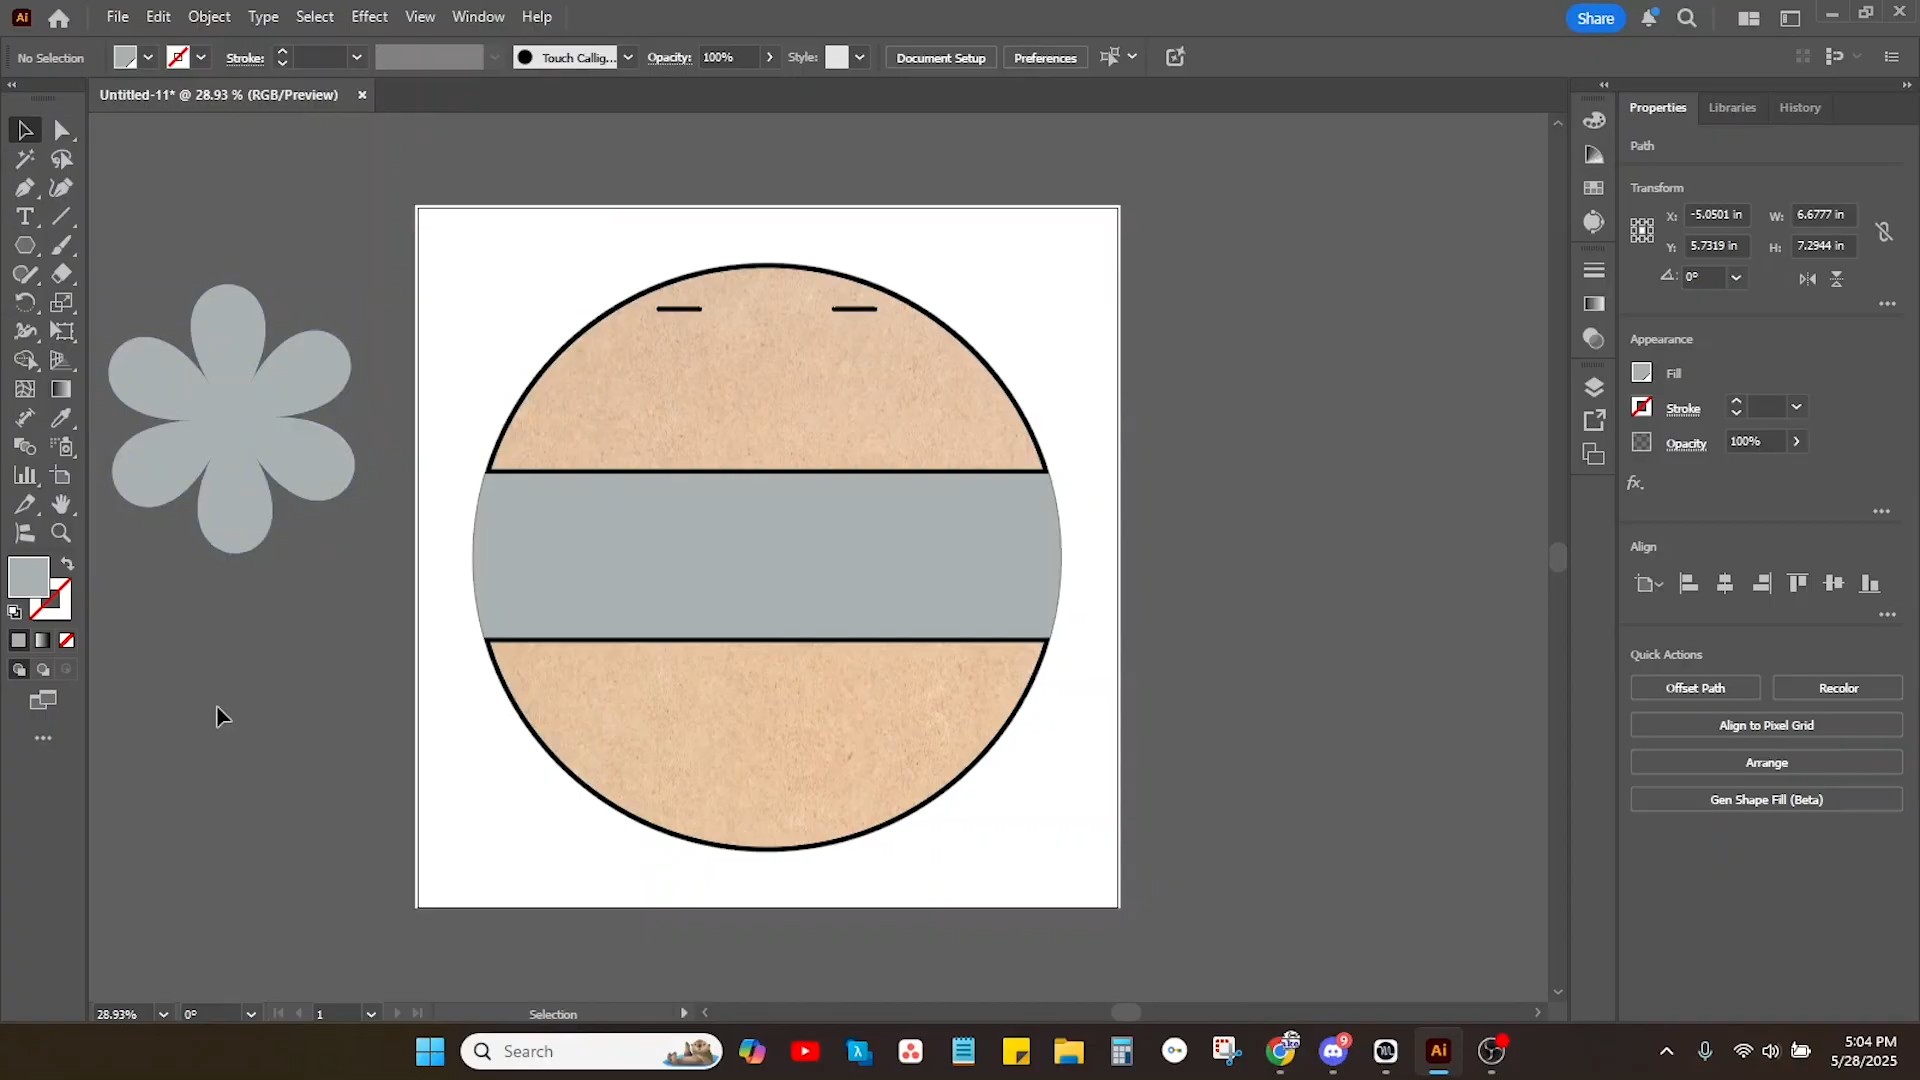 Ai File Edit Object Type Select Effect View Window Help Share
No Selection Stroke: Touch Callig... Opacity: 100% Style: Document Setup Preferences
Untitled-11* @ 28.93 % (RGB/Preview)
Properties Libraries History
Path
Transform
X: -5.0501 in W: 6.6777 in
Y: 5.7319 in H: 7.2944 in
0°
Appearance
Fill
Stroke
Opacity 100%
fx.
Align
Quick Actions
Offset Path Recolor
Align to Pixel Grid
Arrange
Gen Shape Fill (Beta)
28.93% 0° 1 Selection
Search 9 Ai
5:04 PM
5/28/2025